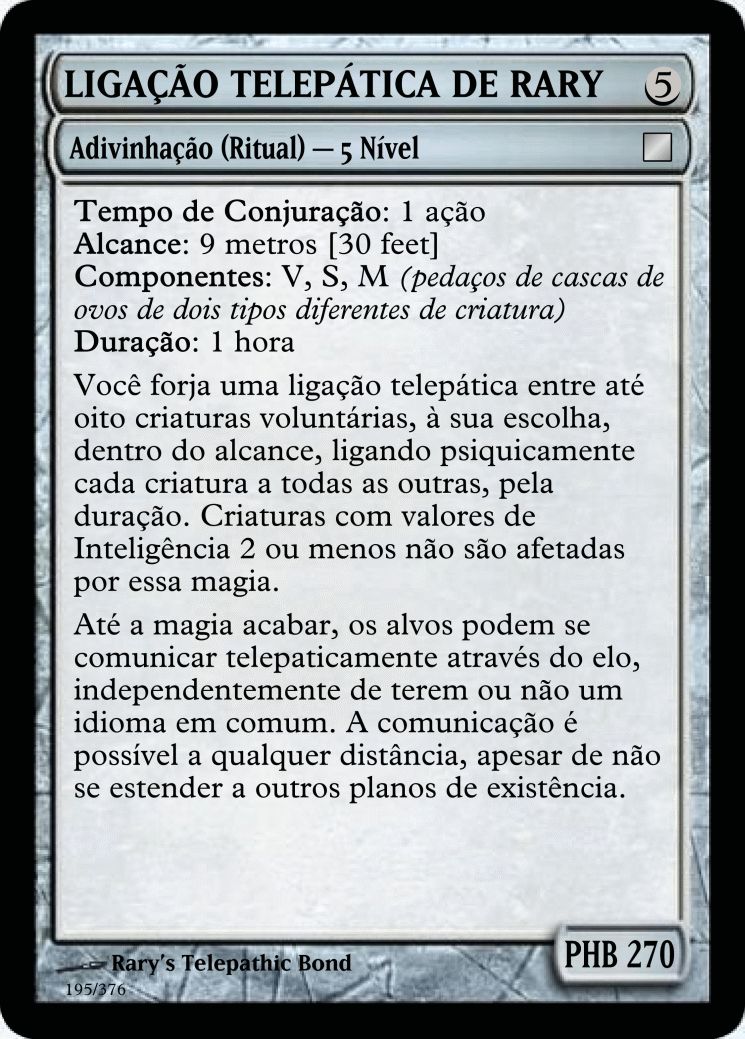 LIGAÇÃO TELEPÁTICA DE RARY 5
Adivinhação (Ritual) — 5 Nível
Tempo de Conjuração: 1 ação
Alcance: 9 metros [30 feet]
Componentes: V, S, M (pedaços de cascas de
ovos de dois tipos diferentes de criatura)
Duração: 1 hora
Você forja uma ligação telepática entre até
oito criaturas voluntárias, à sua escolha,
dentro do alcance, ligando psiquicamente
cada criatura a todas as outras, pela
duração. Criaturas com valores de
Inteligência 2 ou menos não são afetadas
por essa magia.
Até a magia acabar, os alvos podem se
comunicar telepaticamente através do elo,
independentemente de terem ou não um
idioma em comum. A comunicação é
possível a qualquer distância, apesar de não
se estender a outros planos de existência.
Rary's Telepathic Bond
PHB 270
195/376